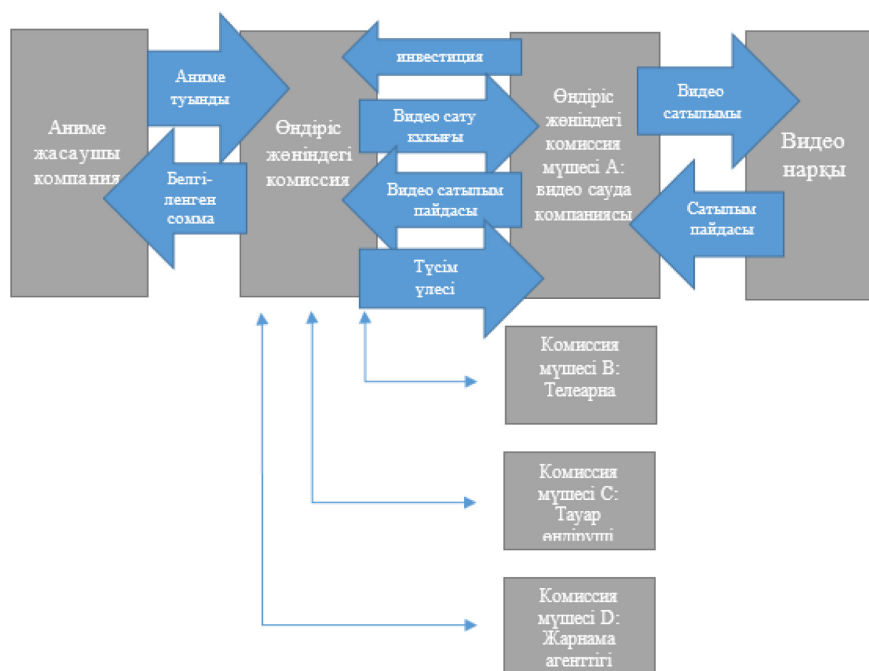 Аниме
жасаушы
компания
Аниме
туынды
Белгі-
ленген
сомма
Өндіріс
жөніндегі
комиссия
инвестиция
Видео сату
құқығы
Видео сатылым
пайдасы
Түсім
үлесі
Өндіріс
жөніндегі
комиссия
мүшесі А:
видео сауда
компаниясы
Видео
сатылымы
Сатылым
пайдасы
Видео
нарқы
Комиссия
мүшесі В:
Телеарна
Комиссия
мүшесі С:
Тауар
өндіруші
Комиссия
мүшесі D:
Жарнама
агенттігі